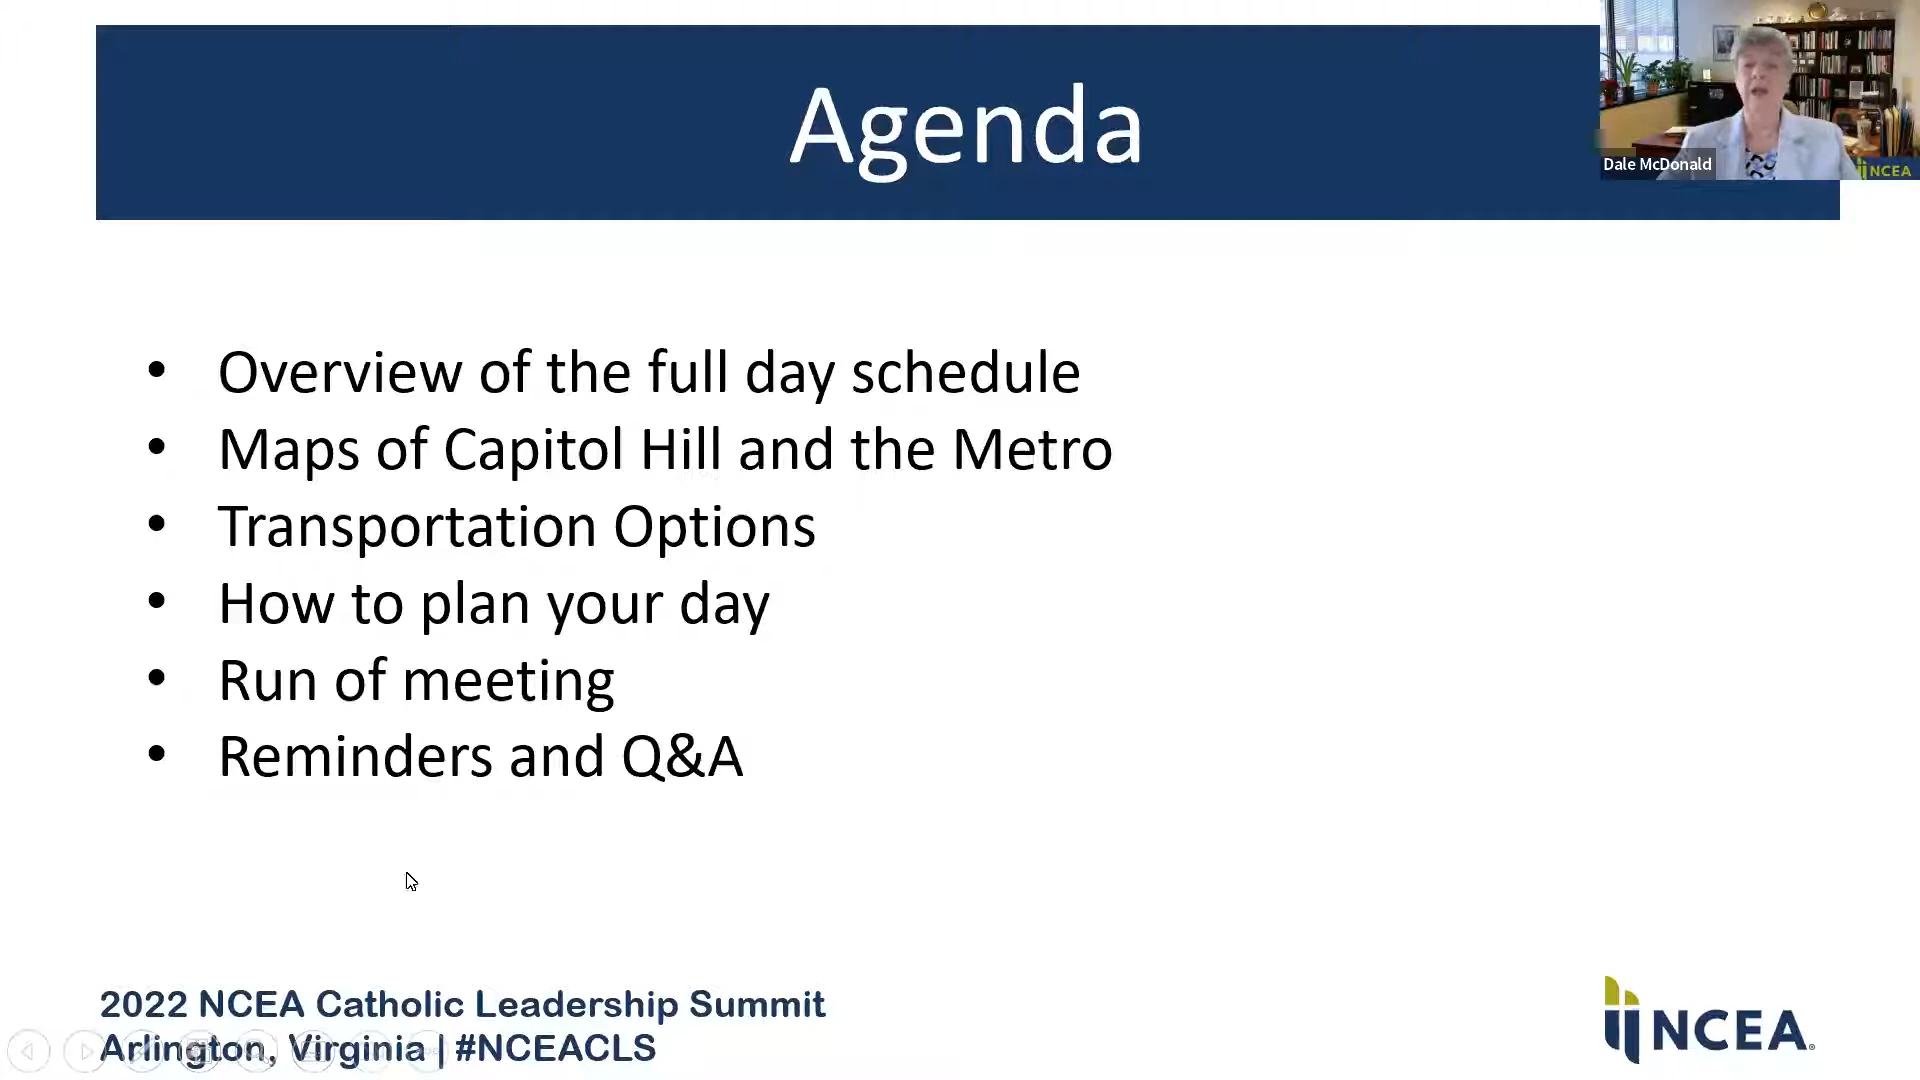 Agenda
Dale McDonald
NCEA
• Overview of the full day schedule
• Maps of Capitol Hill and the Metro
• Transportation Options
• How to plan your day
• Run of meeting
• Reminders and Q&A
2022 NCEA Catholic Leadership Summit
Arlington, Virginia | #NCEACLS
NCEA®